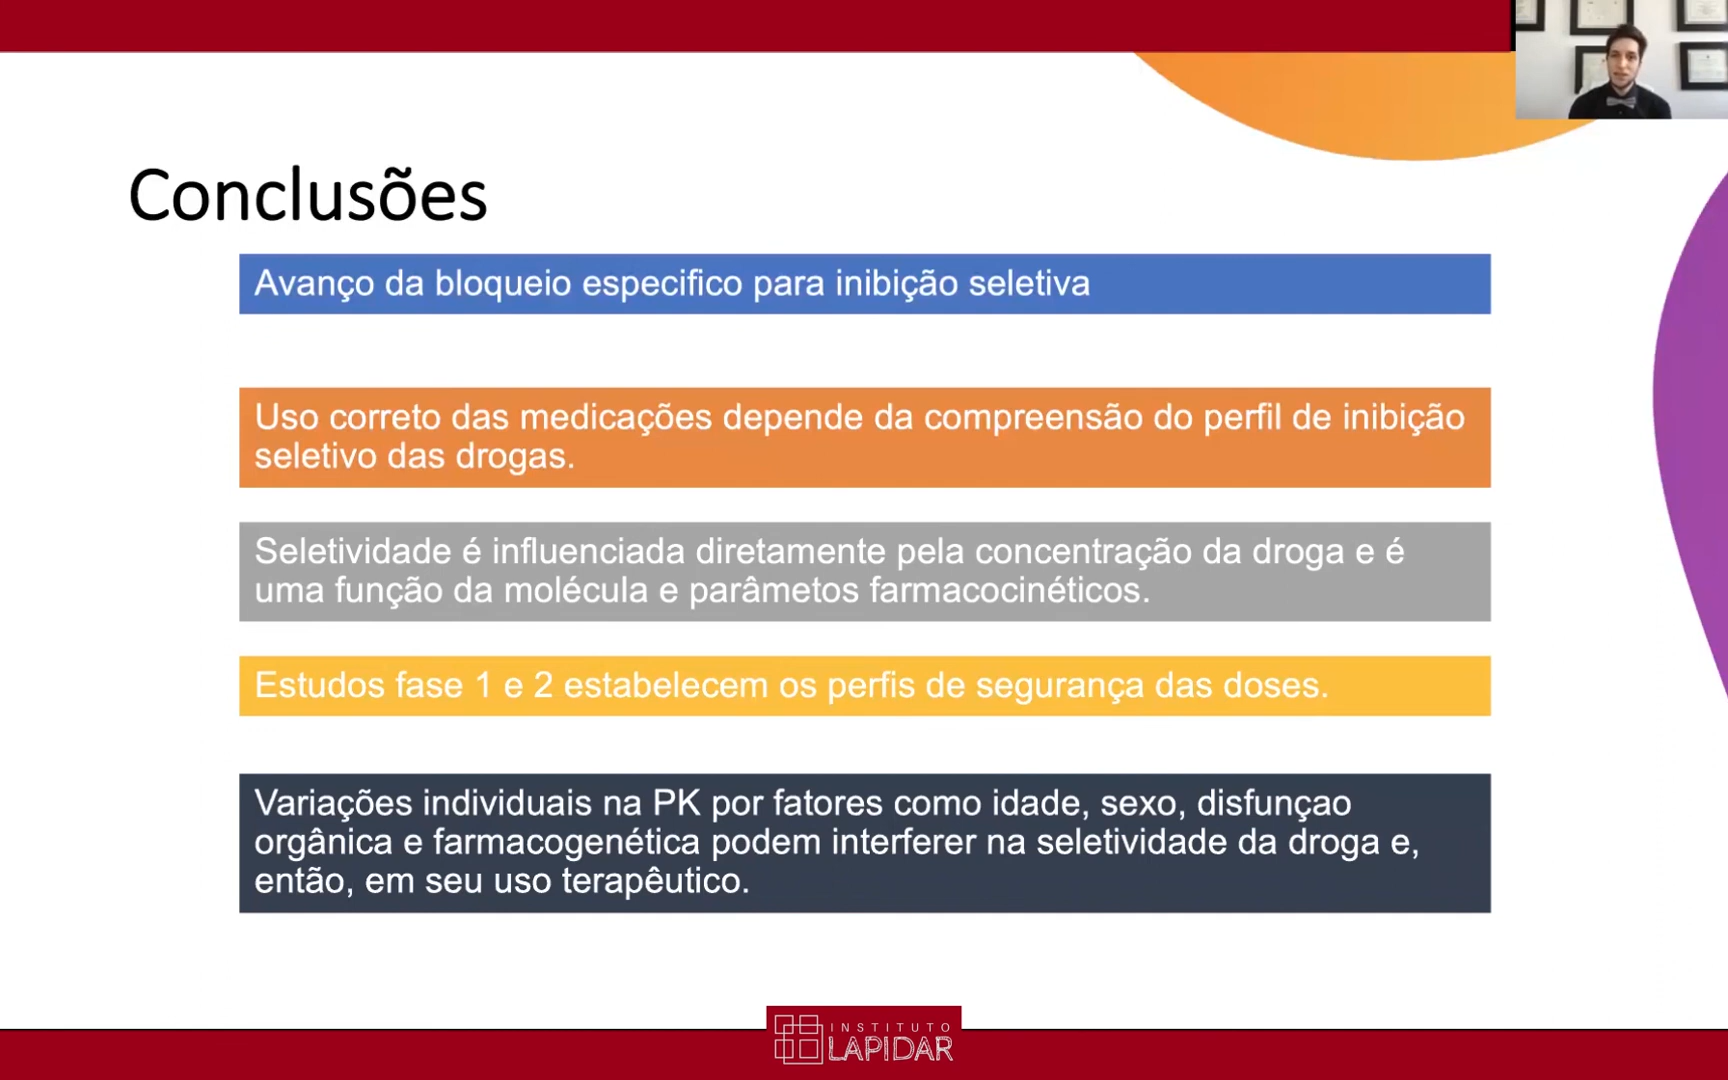 Conclusões
Avanço da bloqueio especifico para inibição seletiva
Uso correto das medicações depende da compreensão do perfil de inibição
seletivo das drogas.
Seletividade é influenciada diretamente pela concentração da droga e é
uma função da molécula e parâmetos farmacocinéticos.
Estudos fase 1 e 2 estabelecem os perfis de segurança das doses.
Variações individuais na PK por fatores como idade, sexo, disfunçao
orgânica e farmacogenética podem interferer na seletividade da droga e,
então, em seu uso terapêutico.
INSTITUTO
LAPIDAR